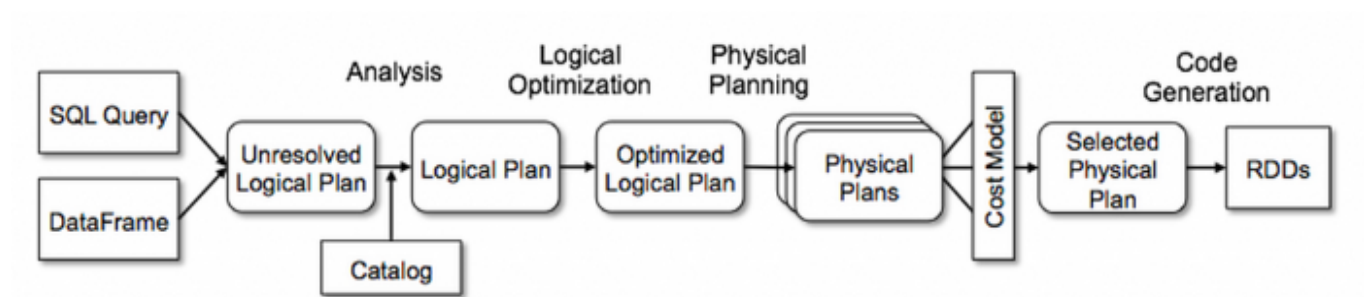 SQL Query
DataFrame
Unresolved
Logical Plan
Analysis
Catalog
Logical Plan
Logical
Optimization
Optimized
Logical Plan
Physical
Planning
Physical
Plans
Cost Model
Selected
Physical
Plan
Code
Generation
RDDs